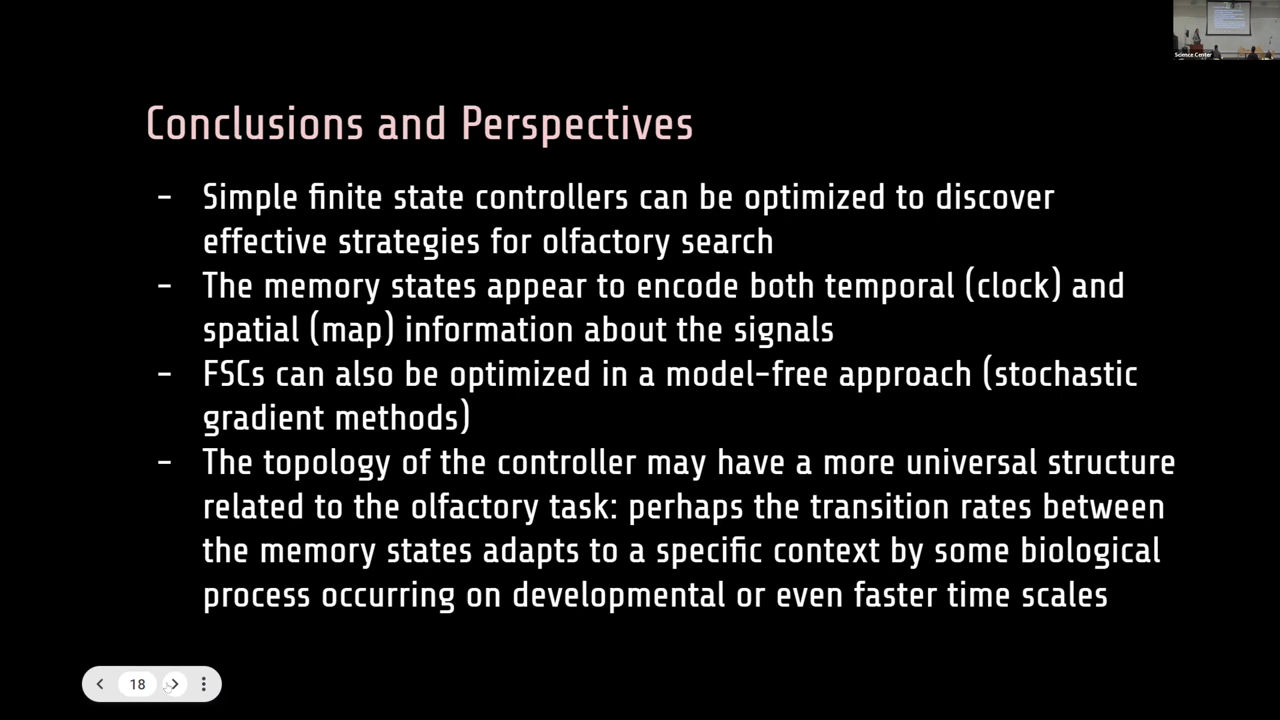 Science Center
Conclusions and Perspectives
- Simple finite state controllers can be optimized to discover
effective strategies for olfactory search
- The memory states appear to encode both temporal (clock) and
spatial (map) information about the signals
- FSCs can also be optimized in a model-free approach (stochastic
gradient methods)
- The topology of the controller may have a more universal structure
related to the olfactory task: perhaps the transition rates between
the memory states adapts to a specific context by some biological
process occurring on developmental or even faster time scales
18